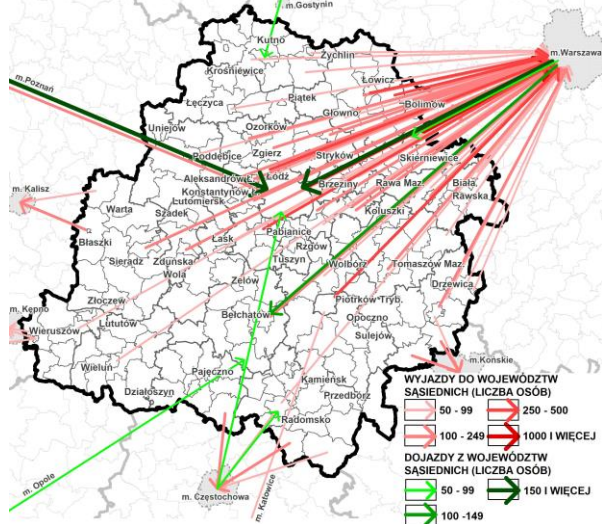 m.Gostynin
Kutno
Żychlin
m.Warszawa
Krośniewice
Łowicz
m.Poznań
Łęczyca
Piątek
Bolimów
Głowno
Uniejów
Ozorków
Poddębice
Zgierz
Stryków
Skierniewice
Aleksandrów Ł.
Łódź
Brzeziny
Rawa Maz.
Biała
Rawska
Konstantynów Ł.
m. Kalisz
Lutomiersk
Warta
Szadek
Koluszki
Pabianice
Błaszki
Łask
Rzgów
Sieradz
Zduńska
Wola
Tuszyn
Wolbórz
Tomaszów Maz.
Zelów
Drzewica
Złoczew
Piotrków Tryb.
m. Kępno
Bełchatów
Opoczno
Wieruszów
Lututów
Sulejów
Wieluń
Pajęczno
m.Końskie
Kamieńsk
Działoszyn
Przedbórz
Radomsko
m. Opole
m. Częstochowa
m. Katowice
WYJAZDY DO WOJEWÓDZTW
SĄSIEDNICH (LICZBA OSÓB)
50 - 99
250 - 500
100 - 249
1000 I WIĘCEJ
DOJAZDY Z WOJEWÓDZTW
SĄSIEDNICH (LICZBA OSÓB)
50 - 99
150 I WIĘCEJ
100 -149